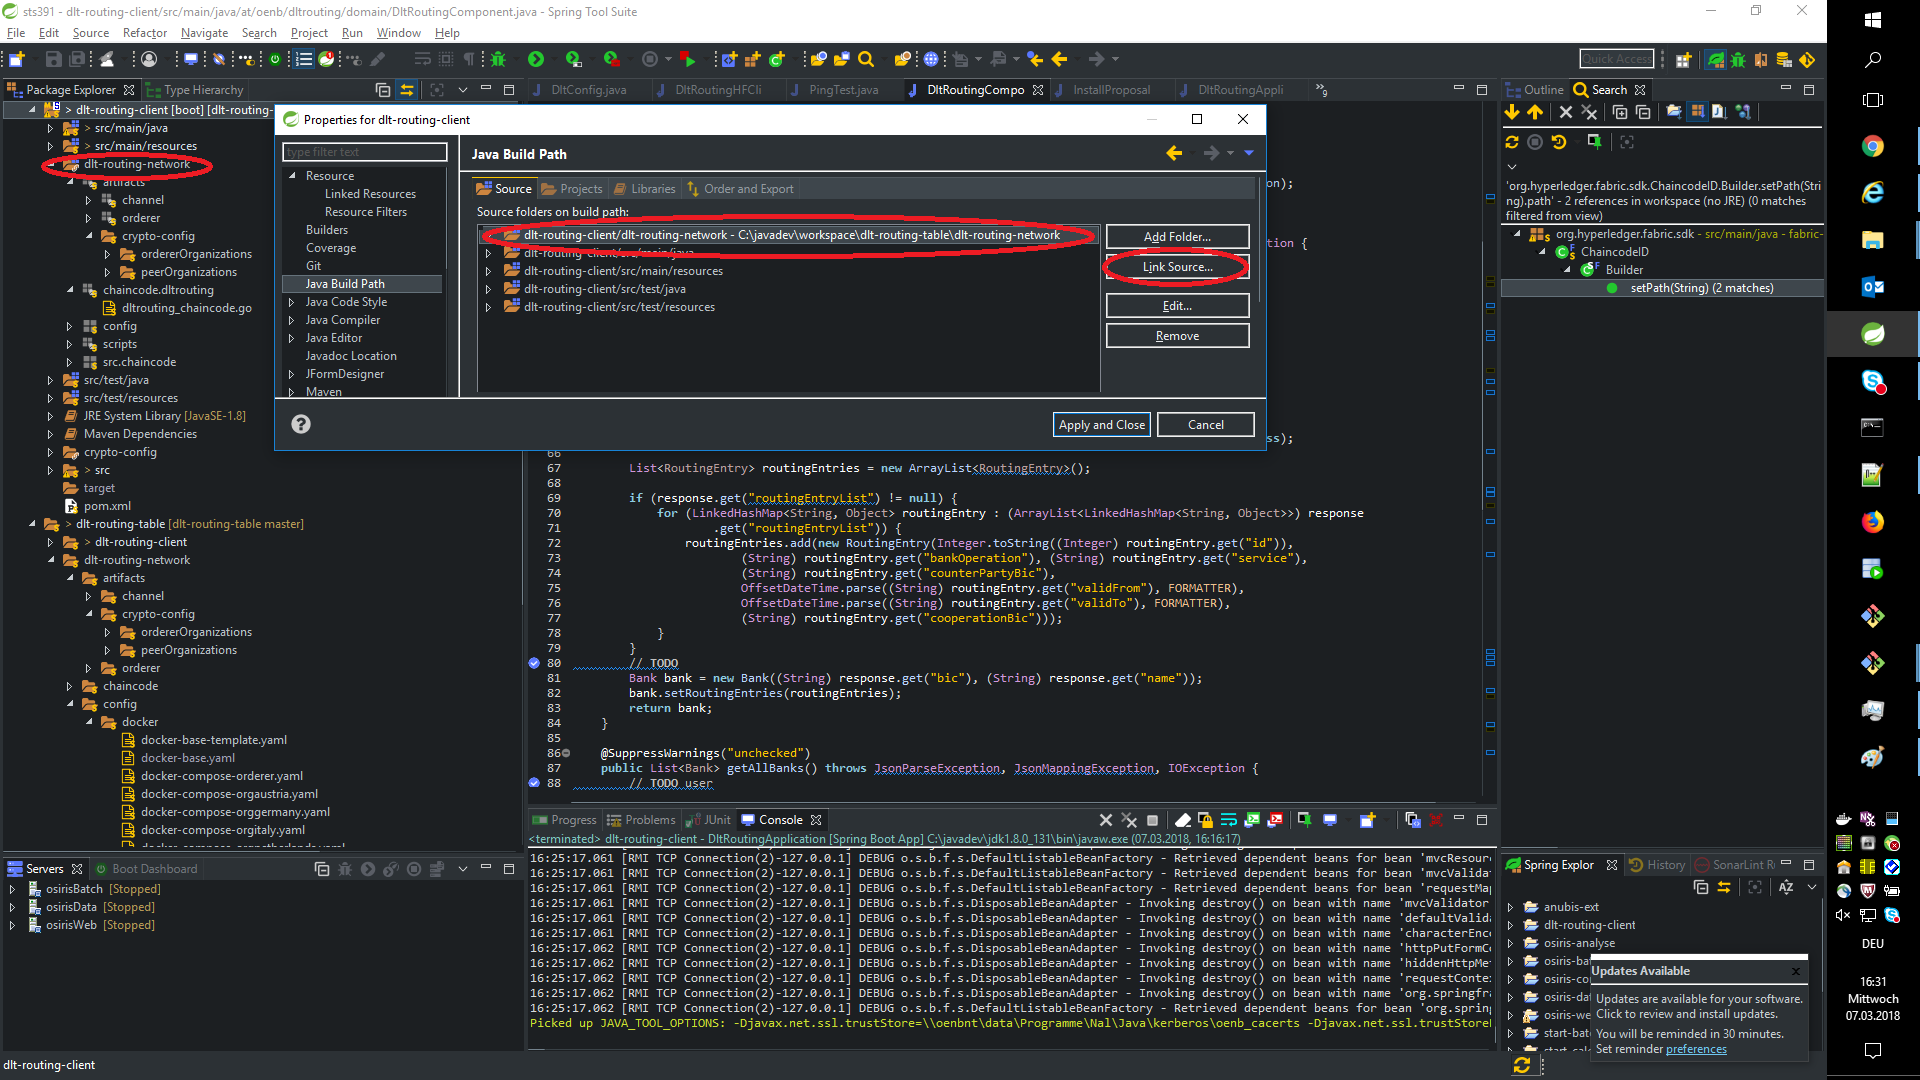 sts391 - dlt-routing-client/src/main/java/at/oenb/dltrouting/domain/DltRoutingComponent.java - Spring Tool Suite
File Edit Source Refactor Navigate Search Project Run Window Help
Quick Access
Package Explorer
Type Hierarchy
> dlt-routing-client [boot] [dlt-routing-
> src/main/java
> src/main/resources
dlt-routing-network
artifacts
channel
orderer
crypto-config
ordererOrganizations
peerOrganizations
chaincode.dltrouting
dltrouting_chaincode.go
config
scripts
src.chaincode
src/test/java
src/test/resources
JRE System Library [JavaSE-1.8]
Maven Dependencies
crypto-config
> src
target
pom.xml
> dlt-routing-table [dlt-routing-table master]
> dlt-routing-client
dlt-routing-network
artifacts
channel
crypto-config
ordererOrganizations
peerOrganizations
orderer
chaincode
config
docker
docker-base-template.yaml
docker-base.yaml
docker-compose-orderer.yaml
docker-compose-orgaustria.yaml
docker-compose-orggermany.yaml
docker-compose-orgitaly.yaml
Servers
Boot Dashboard
osirisBatch [Stopped]
osirisData [Stopped]
osirisWeb [Stopped]
dlt-routing-client
DltConfig.java
DltRoutingHFCli
PingTest.java
DltRoutingCompo
InstallProposal
DltRoutingAppli
»9
Properties for dlt-routing-client
type filter text
Resource
Linked Resources
Resource Filters
Builders
Coverage
Git
Java Build Path
Java Code Style
Java Compiler
Java Editor
Javadoc Location
JFormDesigner
Maven
Java Build Path
Source
Projects
Libraries
Order and Export
Source folders on build path:
dlt-routing-client/dlt-routing-network - C:\javadev\workspace\dlt-routing-table\dlt-routing-network
dlt-routing-client/src/main/java
dlt-routing-client/src/main/resources
dlt-routing-client/src/test/java
dlt-routing-client/src/test/resources
Add Folder...
Link Source...
Edit...
Remove
Apply and Close
Cancel
on);
tion {
ss);
66
67 List<RoutingEntry> routingEntries = new ArrayList<RoutingEntry>();
68
69 if (response.get("routingEntryList") != null) {
70 for (LinkedHashMap<String, Object> routingEntry : (ArrayList<LinkedHashMap<String, Object>>) response
71 .get("routingEntryList")) {
72 routingEntries.add(new RoutingEntry(Integer.toString((Integer) routingEntry.get("id")),
73 (String) routingEntry.get("bankOperation"), (String) routingEntry.get("service"),
74 (String) routingEntry.get("counterPartyBic"),
75 OffsetDateTime.parse((String) routingEntry.get("validFrom"), FORMATTER),
76 OffsetDateTime.parse((String) routingEntry.get("validTo"), FORMATTER),
77 (String) routingEntry.get("cooperationBic")));
78 }
79 }
80 // TODO
81 Bank bank = new Bank((String) response.get("bic"), (String) response.get("name"));
82 bank.setRoutingEntries(routingEntries);
83 return bank;
84 }
85
86 @SuppressWarnings("unchecked")
87 public List<Bank> getAllBanks() throws JsonParseException, JsonMappingException, IOException {
88 // TODO user
Progress
Problems
JUnit
Console
<terminated> dlt-routing-client - DltRoutingApplication [Spring Boot App] C:\javadev\jdk1.8.0_131\bin\javaw.exe (07.03.2018, 16:16:17)
16:25:17.061 [RMI TCP Connection(2)-127.0.0.1] DEBUG o.s.b.f.s.DefaultListableBeanFactory - Retrieved dependent beans for bean 'mvcResour
16:25:17.061 [RMI TCP Connection(2)-127.0.0.1] DEBUG o.s.b.f.s.DisposableBeanAdapter - Invoking destroy() on bean with name 'mvcValidat
16:25:17.061 [RMI TCP Connection(2)-127.0.0.1] DEBUG o.s.b.f.s.DefaultListableBeanFactory - Retrieved dependent beans for bean 'requestMap
16:25:17.061 [RMI TCP Connection(2)-127.0.0.1] DEBUG o.s.b.f.s.DisposableBeanAdapter - Invoking destroy() on bean with name 'mvcValidator
16:25:17.061 [RMI TCP Connection(2)-127.0.0.1] DEBUG o.s.b.f.s.DisposableBeanAdapter - Invoking destroy() on bean with name 'defaultValid
16:25:17.061 [RMI TCP Connection(2)-127.0.0.1] DEBUG o.s.b.f.s.DisposableBeanAdapter - Invoking destroy() on bean with name 'characterEnc
16:25:17.062 [RMI TCP Connection(2)-127.0.0.1] DEBUG o.s.b.f.s.DisposableBeanAdapter - Invoking destroy() on bean with name 'httpPutFormC
16:25:17.062 [RMI TCP Connection(2)-127.0.0.1] DEBUG o.s.b.f.s.DisposableBeanAdapter - Invoking destroy() on bean with name 'hiddenHttpMe
16:25:17.062 [RMI TCP Connection(2)-127.0.0.1] DEBUG o.s.b.f.s.DisposableBeanAdapter - Invoking destroy() on bean with name 'requestConte
16:25:17.062 [RMI TCP Connection(2)-127.0.0.1] DEBUG o.s.b.f.s.DisposableBeanAdapter - Invoking destroy() on bean with name 'org.springfr
16:25:17.062 [RMI TCP Connection(2)-127.0.0.1] DEBUG o.s.b.f.s.DefaultListableBeanFactory - Retrieved dependent beans for bean 'org.spring
Picked up JAVA_TOOL_OPTIONS: -Djavax.net.ssl.trustStore=\\oenbnt\data\Programme\Nal\Java\kerberos\oenb_cacerts -Djavax.net.ssl.trustStore
Outline
Search
'org.hyperledger.fabric.sdk.ChaincodeID.Builder.setPath(Stri
ng).path' - 2 references in workspace (no JRE) (0 matches
filtered from view)
org.hyperledger.fabric.sdk - src/main/java - fabric-
ChaincodeID
Builder
setPath(String) (2 matches)
Spring Explor
History
SonarLint R
anubis-ext
dlt-routing-client
osiris-analyse
osiris-ba
osiris-co
osiris-da
osiris-we
start-bat
Updates Available
Updates are available for your software.
Click to review and install updates.
You will be reminded in 30 minutes.
Set reminder preferences
DEU
16:31
Mittwoch
07.03.2018